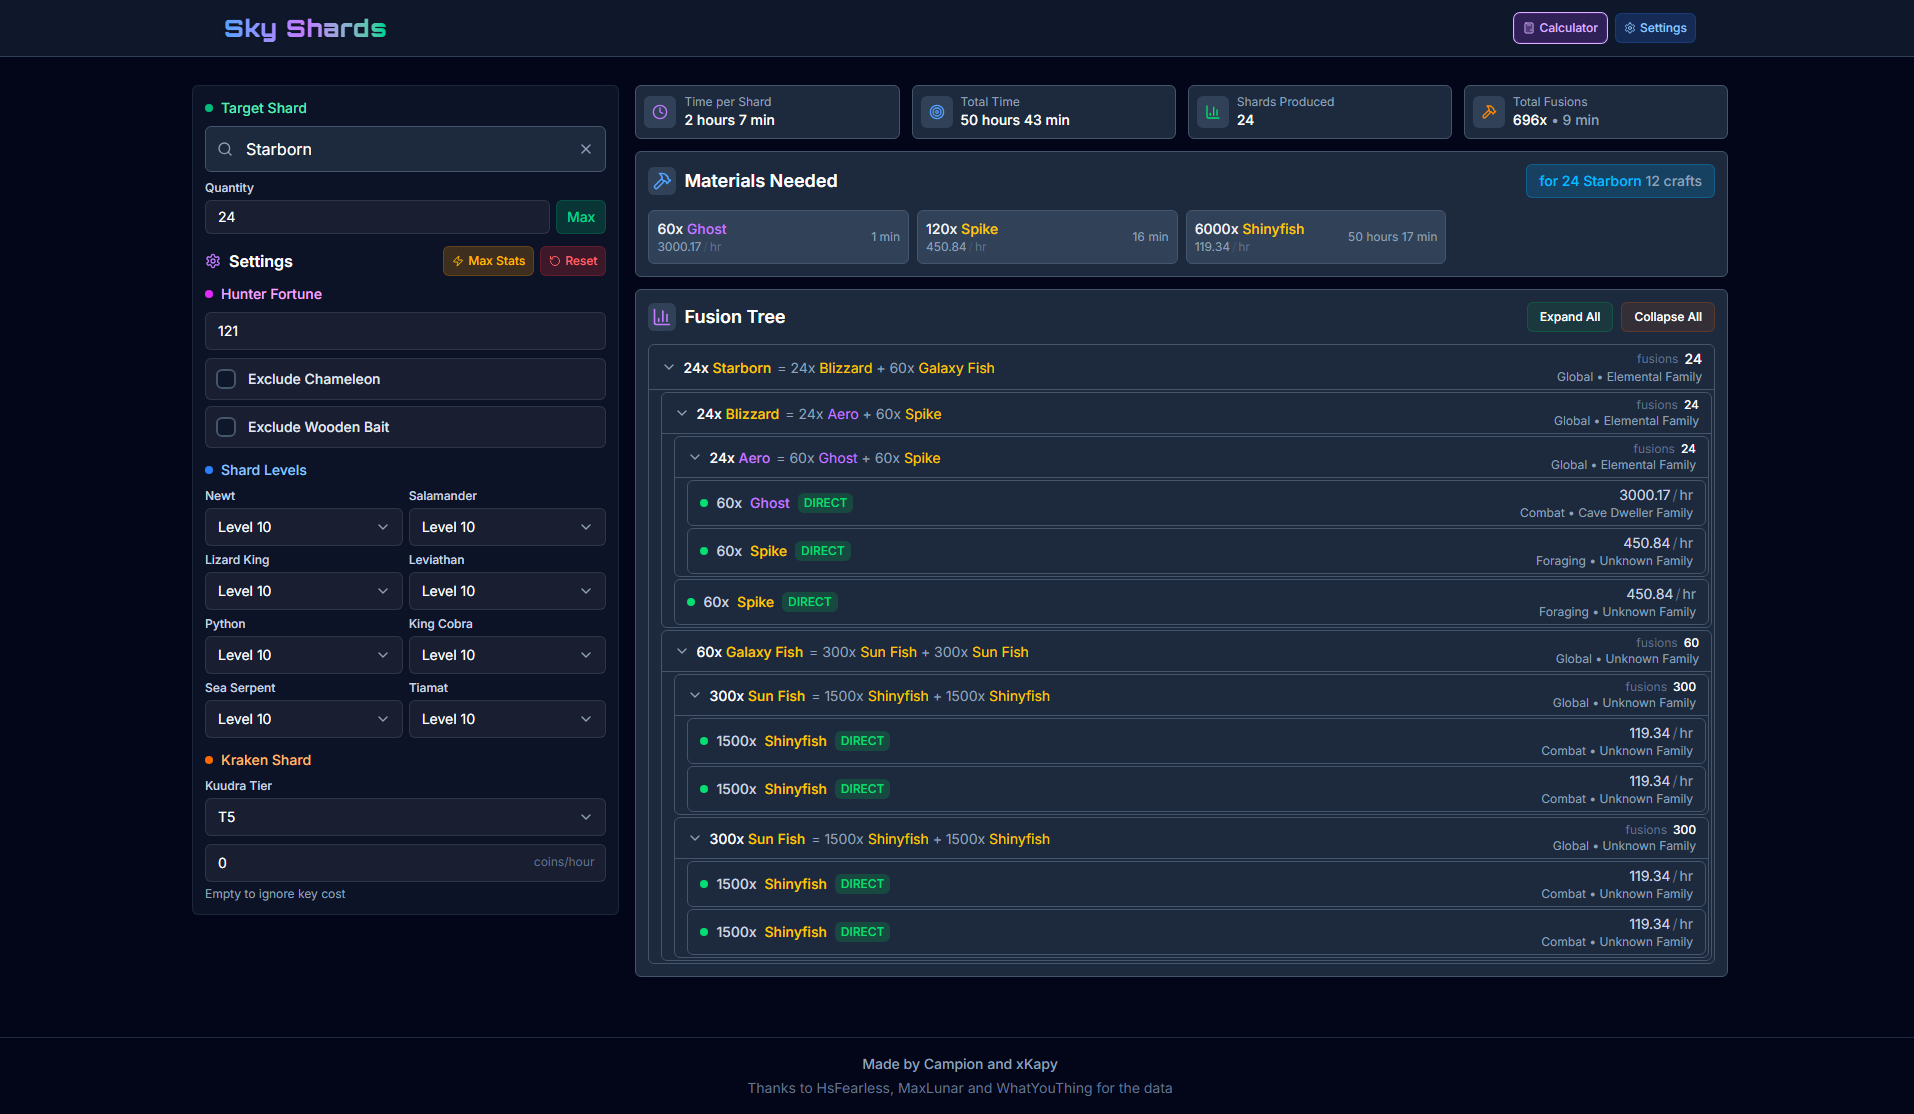 Sky Shards
Calculator
Settings
Target Shard
Starborn
Quantity
24
Max
Settings
Max Stats
Reset
Hunter Fortune
121
Exclude Chameleon
Exclude Wooden Bait
Shard Levels
Newt
Salamander
Level 10
Level 10
Lizard King
Leviathan
Level 10
Level 10
Python
King Cobra
Level 10
Level 10
Sea Serpent
Tiamat
Level 10
Level 10
Kraken Shard
Kuudra Tier
T5
0
coins/hour
Empty to ignore key cost
Time per Shard
2 hours 7 min
Total Time
50 hours 43 min
Shards Produced
24
Total Fusions
696x • 9 min
Materials Needed
for 24 Starborn 12 crafts
60x Ghost
3000.17 / hr
1 min
120x Spike
450.84 / hr
16 min
6000x Shinyfish
119.34 / hr
50 hours 17 min
Fusion Tree
Expand All
Collapse All
24x Starborn = 24x Blizzard + 60x Galaxy Fish
fusions 24
Global • Elemental Family
24x Blizzard = 24x Aero + 60x Spike
fusions 24
Global • Elemental Family
24x Aero = 60x Ghost + 60x Spike
fusions 24
Global • Elemental Family
60x Ghost DIRECT
3000.17 / hr
Combat • Cave Dweller Family
60x Spike DIRECT
450.84 / hr
Foraging • Unknown Family
60x Spike DIRECT
450.84 / hr
Foraging • Unknown Family
60x Galaxy Fish = 300x Sun Fish + 300x Sun Fish
fusions 60
Global • Unknown Family
300x Sun Fish = 1500x Shinyfish + 1500x Shinyfish
fusions 300
Global • Unknown Family
1500x Shinyfish DIRECT
119.34 / hr
Combat • Unknown Family
1500x Shinyfish DIRECT
119.34 / hr
Combat • Unknown Family
300x Sun Fish = 1500x Shinyfish + 1500x Shinyfish
fusions 300
Global • Unknown Family
1500x Shinyfish DIRECT
119.34 / hr
Combat • Unknown Family
1500x Shinyfish DIRECT
119.34 / hr
Combat • Unknown Family
Made by Campion and xKapy
Thanks to HsFearless, MaxLunar and WhatYouThing for the data